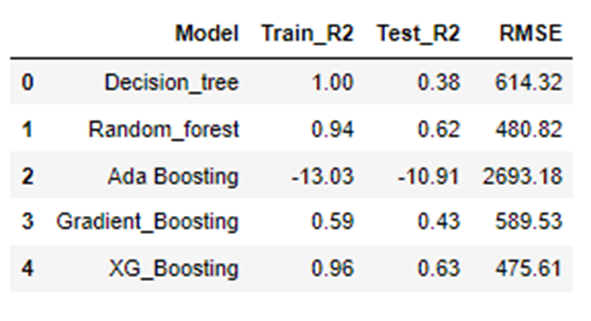 Model Train_R2 Test_R2 RMSE
0 Decision_tree 1.00 0.38 614.32
1 Random_forest 0.94 0.62 480.82
2 Ada Boosting -13.03 -10.91 2693.18
3 Gradient_Boosting 0.59 0.43 589.53
4 XG_Boosting 0.96 0.63 475.61